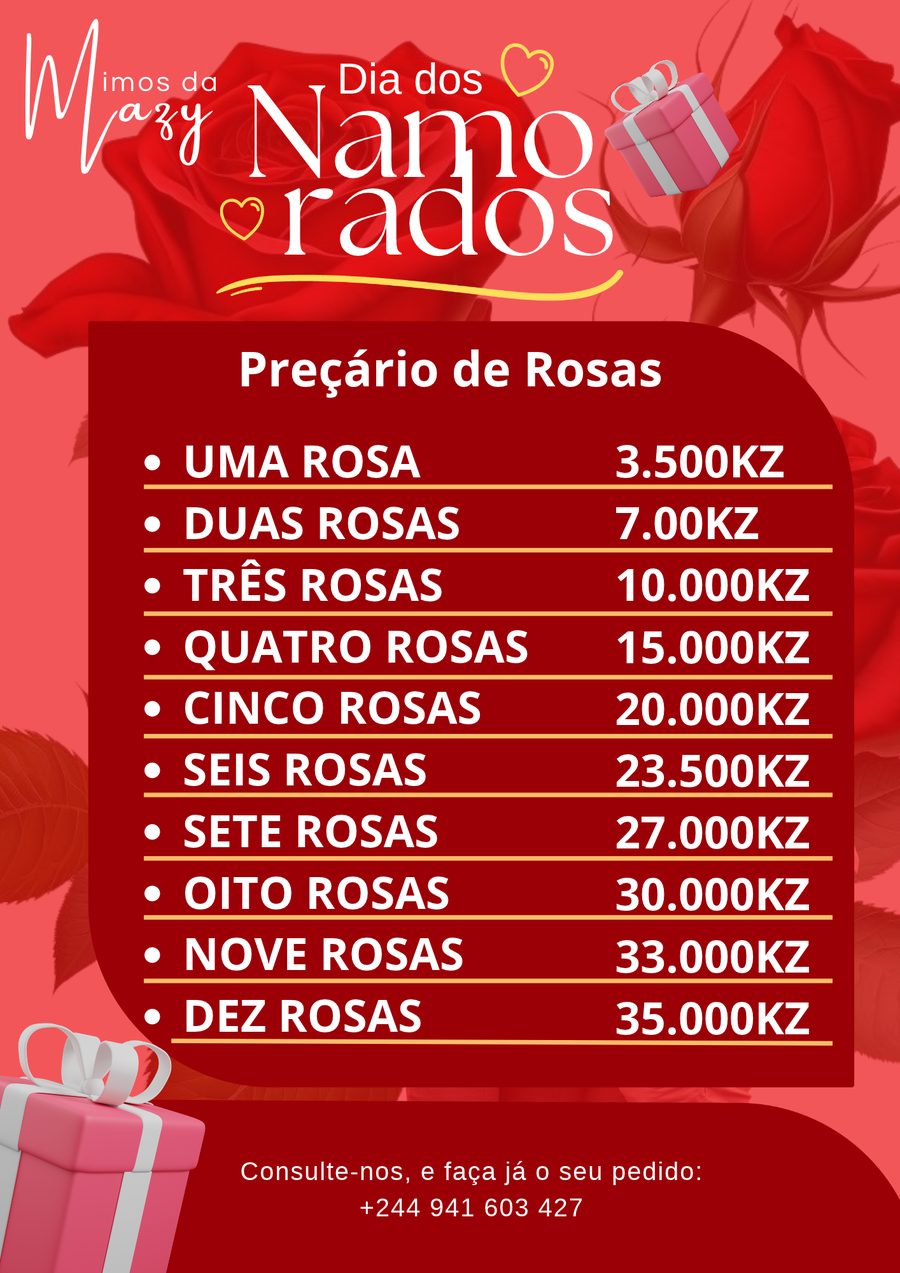 Mimos da
Mazy
Dia dos
Namo
rados
Preçário de Rosas
• UMA ROSA 3.500KZ
• DUAS ROSAS 7.00KZ
• TRÊS ROSAS 10.000KZ
• QUATRO ROSAS 15.000KZ
• CINCO ROSAS 20.000KZ
• SEIS ROSAS 23.500KZ
• SETE ROSAS 27.000KZ
• OITO ROSAS 30.000KZ
• NOVE ROSAS 33.000KZ
• DEZ ROSAS 35.000KZ
Consulte-nos, e faça já o seu pedido:
+244 941 603 427